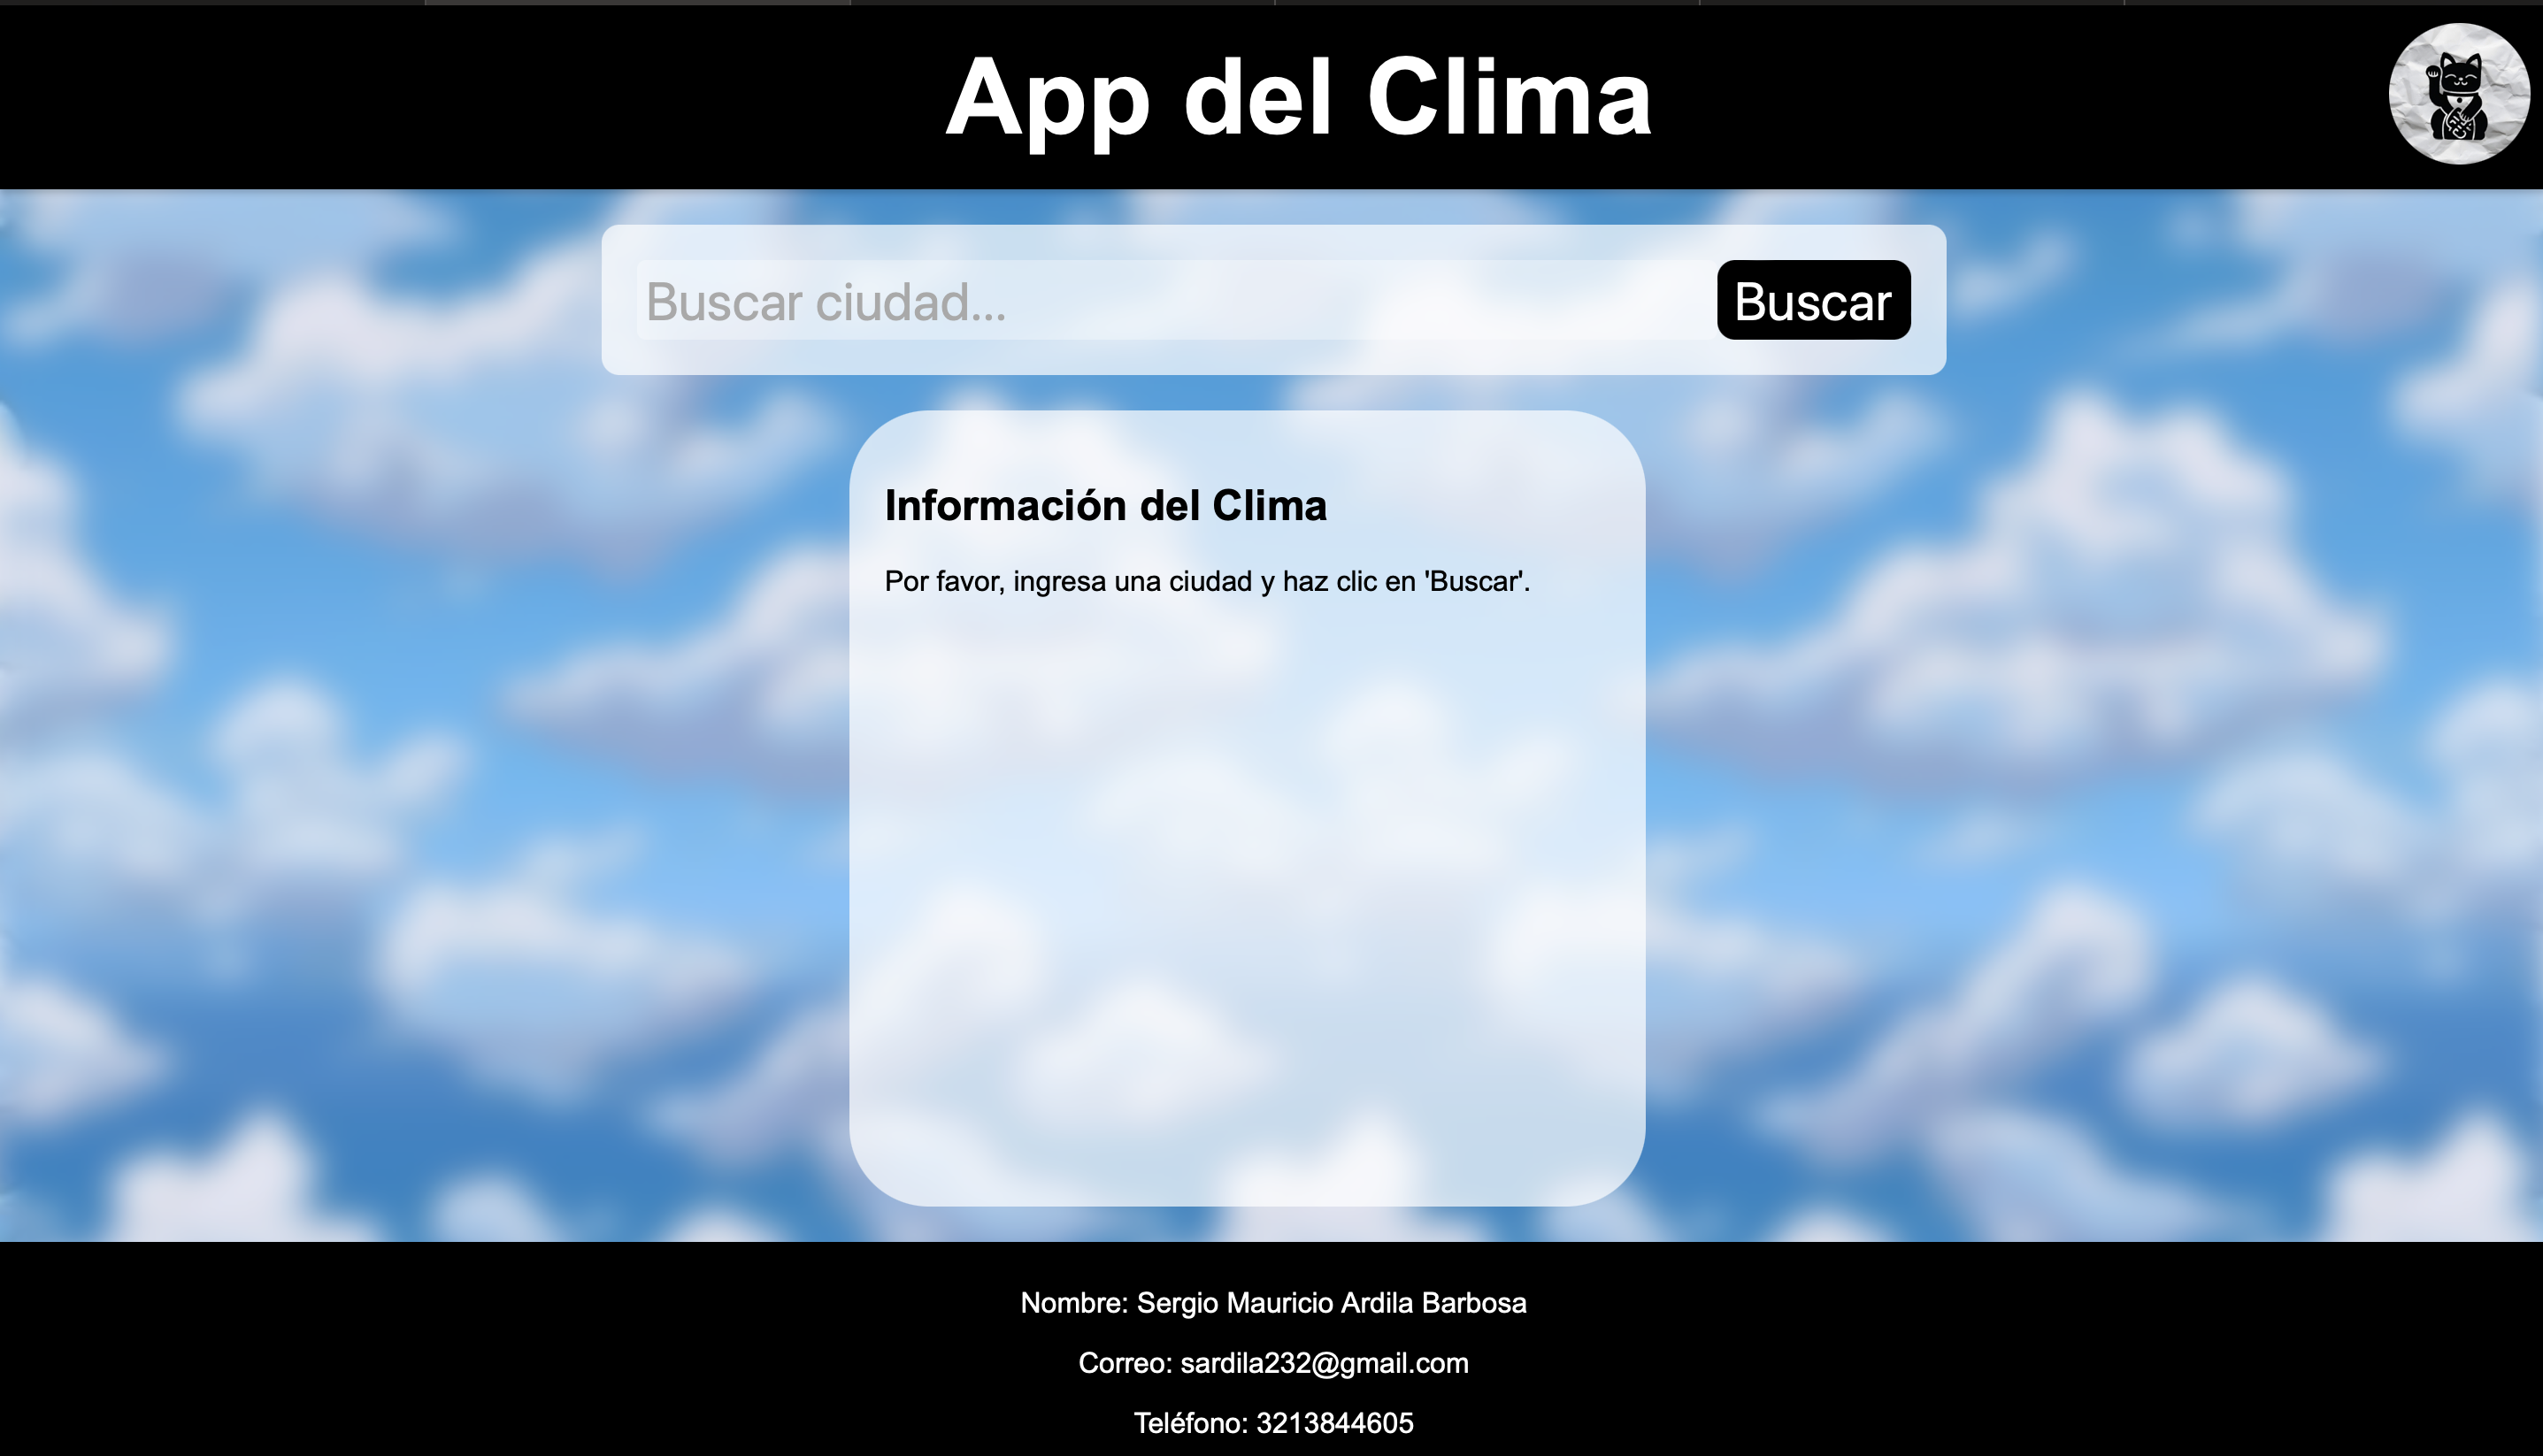 App del Clima
Buscar ciudad...
Buscar
Información del Clima
Por favor, ingresa una ciudad y haz clic en 'Buscar'.
Nombre: Sergio Mauricio Ardila Barbosa
Correo: sardila232@gmail.com
Teléfono: 3213844605